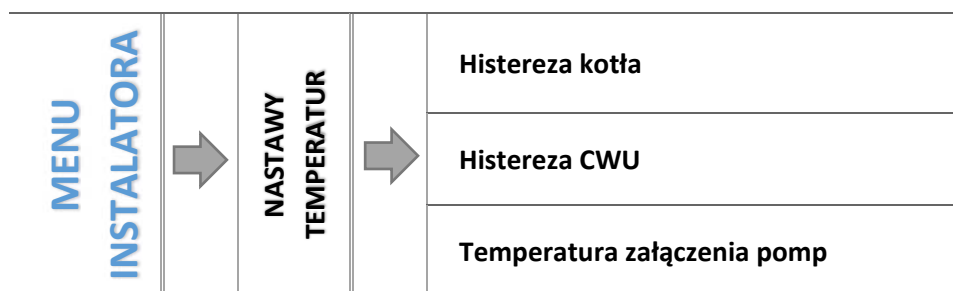 MENU
INSTALATORA
NASTAWY
TEMPERATUR
Histereza kotła
Histereza CWU
Temperatura załączenia pomp